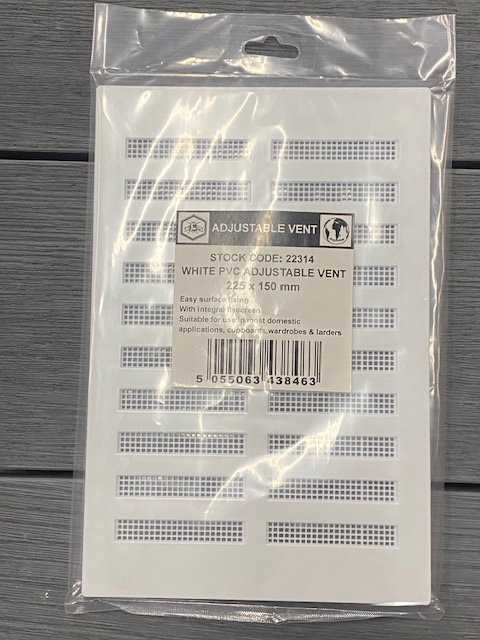 ADJUSTABLE VENT
STOCK CODE: 22314
WHITE PVC ADJUSTABLE VENT
225 x 150 mm
Easy surface fixing
With integral flyscreen
Suitable for use in most domestic
applications, cupboards,wardrobes & larders
5 055063 438463